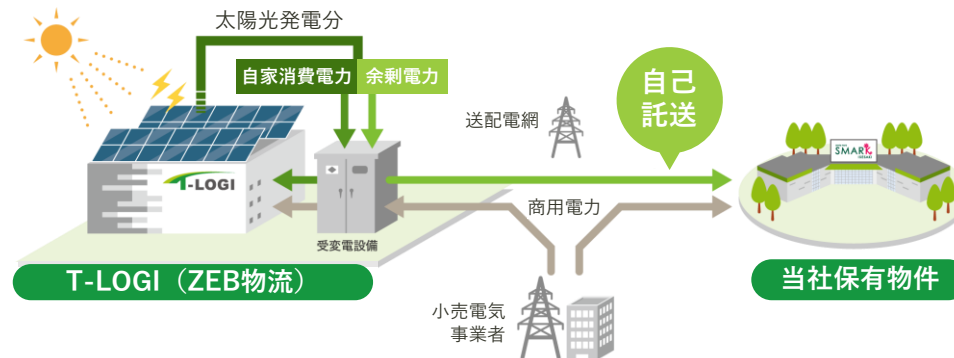 太陽光発電分
自家消費電力
余剰電力
自己
託送
送配電網
SMARK
T-LOGI
商用電力
受変電設備
T-LOGI（ZEB物流）
当社保有物件
小売電気
事業者